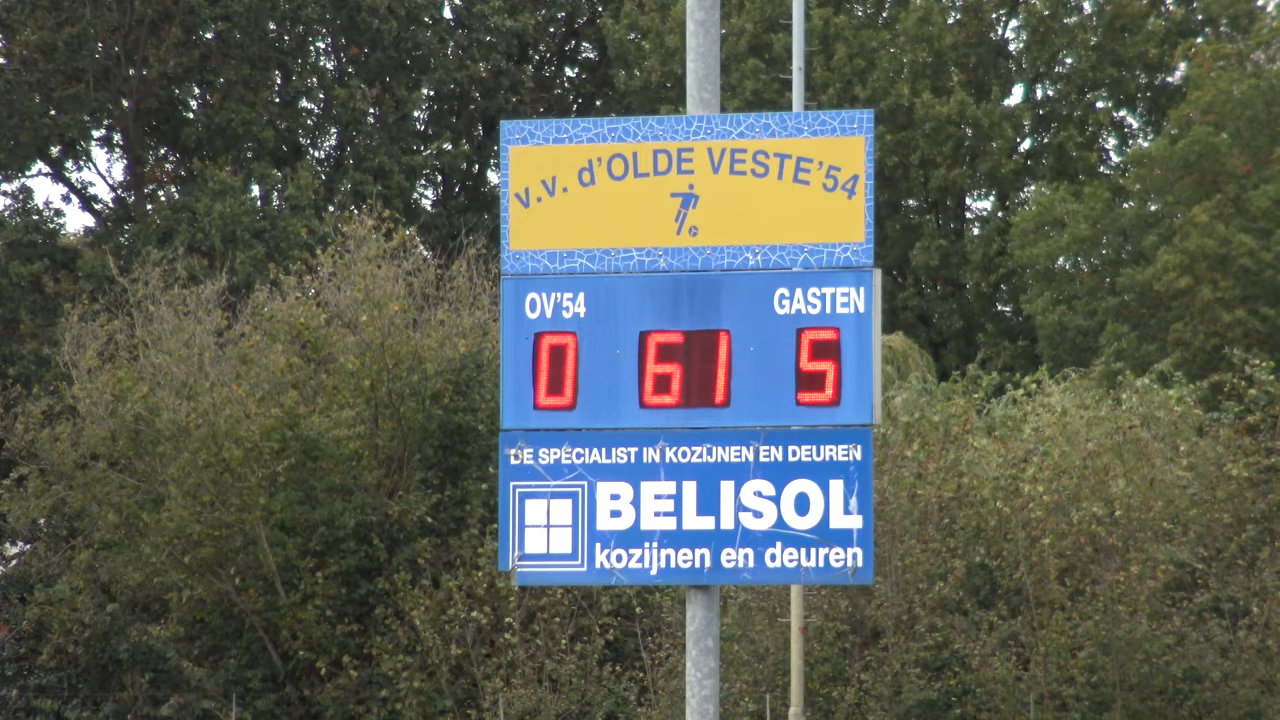 v.v. d'OLDE VESTE'54
OV'54 GASTEN
0 61 5
DE SPECIALIST IN KOZIJNEN EN DEUREN
BELISOL
kozijnen en deuren